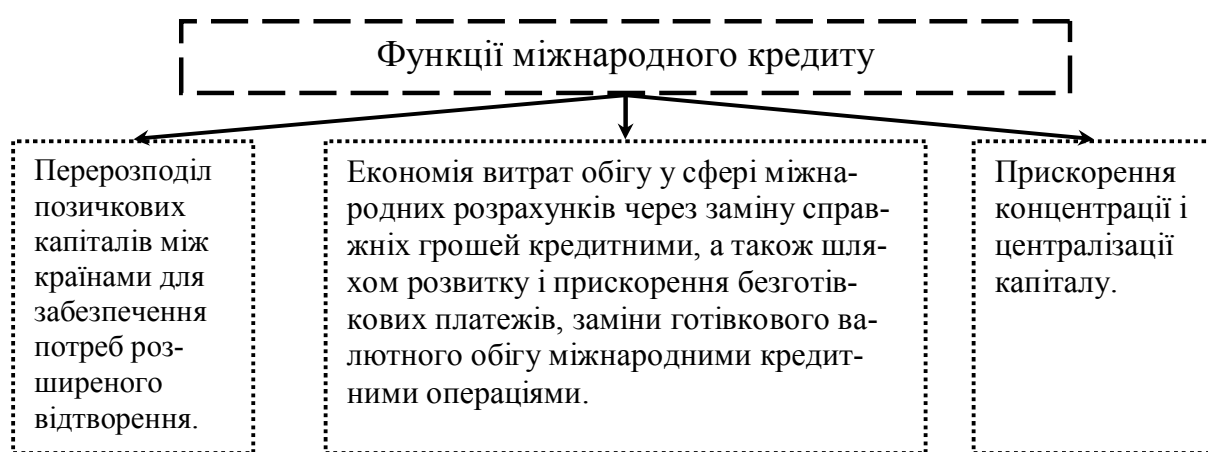 Функції міжнародного кредиту
Перерозподіл
позичкових
капіталів між
країнами для
забезпечення
потреб роз-
ширеного
відтворення.
Економія витрат обігу у сфері міжна-
родних розрахунків через заміну справ-
жніх грошей кредитними, а також шля-
хом розвитку і прискорення безготів-
кових платежів, заміни готівкового ва-
лютного обігу міжнародними кредит-
ними операціями.
Прискорення
концентрації і
централізації
капіталу.